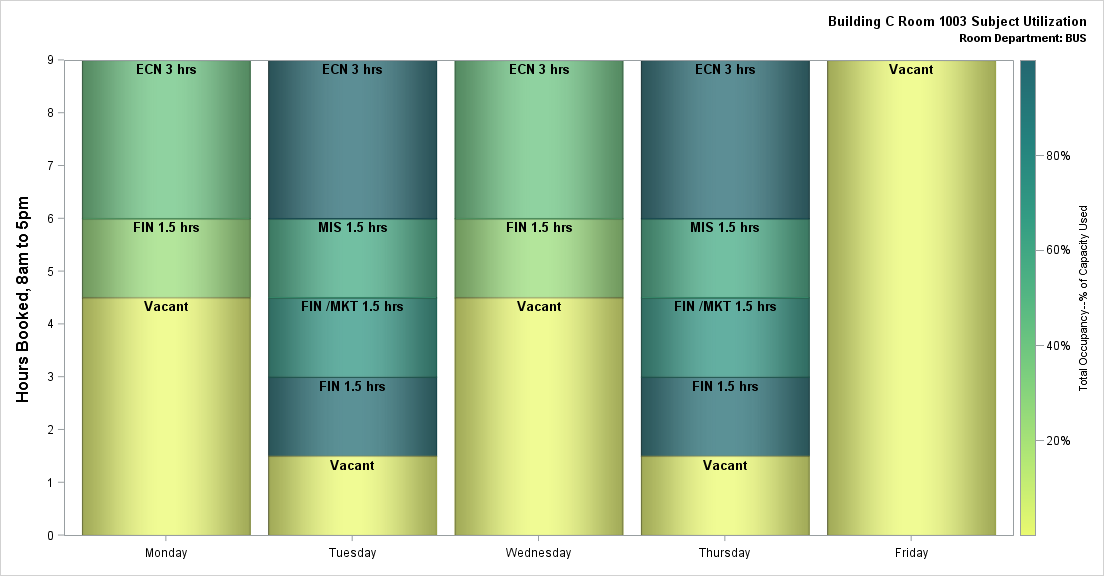 Building C Room 1003 Subject Utilization
Room Department: BUS
Hours Booked, 8am to 5pm
9
8
7
6
5
4
3
2
1
0
ECN 3 hrs
FIN 1.5 hrs
Vacant
ECN 3 hrs
MIS 1.5 hrs
FIN /MKT 1.5 hrs
FIN 1.5 hrs
Vacant
ECN 3 hrs
FIN 1.5 hrs
Vacant
ECN 3 hrs
MIS 1.5 hrs
FIN /MKT 1.5 hrs
FIN 1.5 hrs
Vacant
Vacant
Monday
Tuesday
Wednesday
Thursday
Friday
80%
60%
40%
20%
Total Occupancy--% of Capacity Used